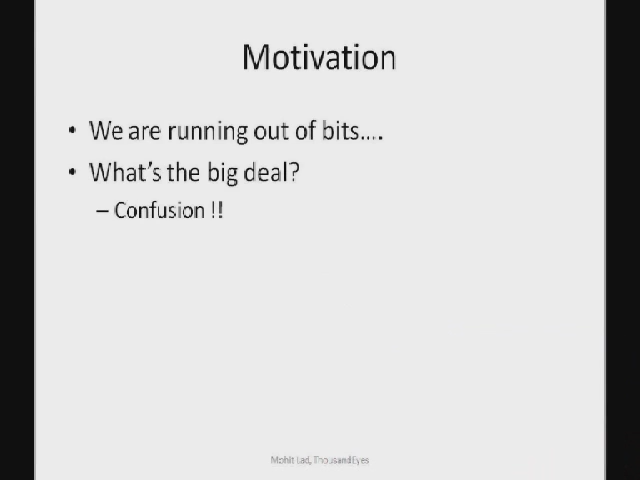 Motivation
• We are running out of bits....
• What's the big deal?
– Confusion !!
Mohit Lad, ThousandEyes